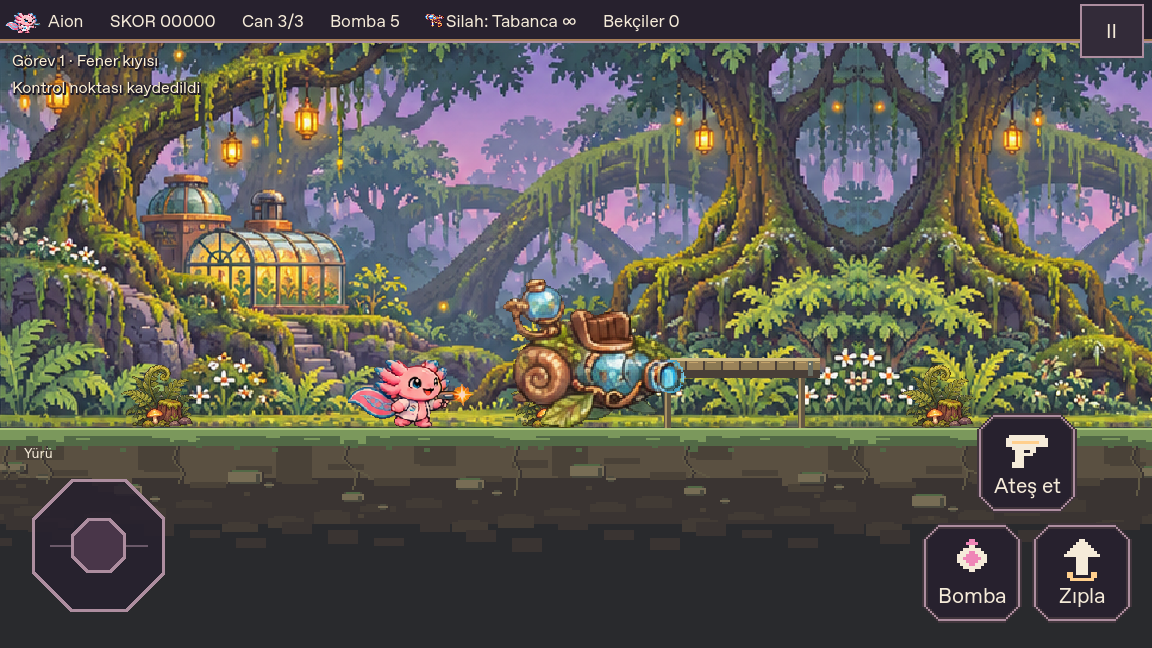 Aion SKOR 00000 Can 3/3 Bomba 5 Silah: Tabanca ∞ Bekçiler 0
II
Görev 1 · Fener kıyısı
Kontrol noktası kaydedildi
Yürü
Ateş et
Bomba
Zıpla